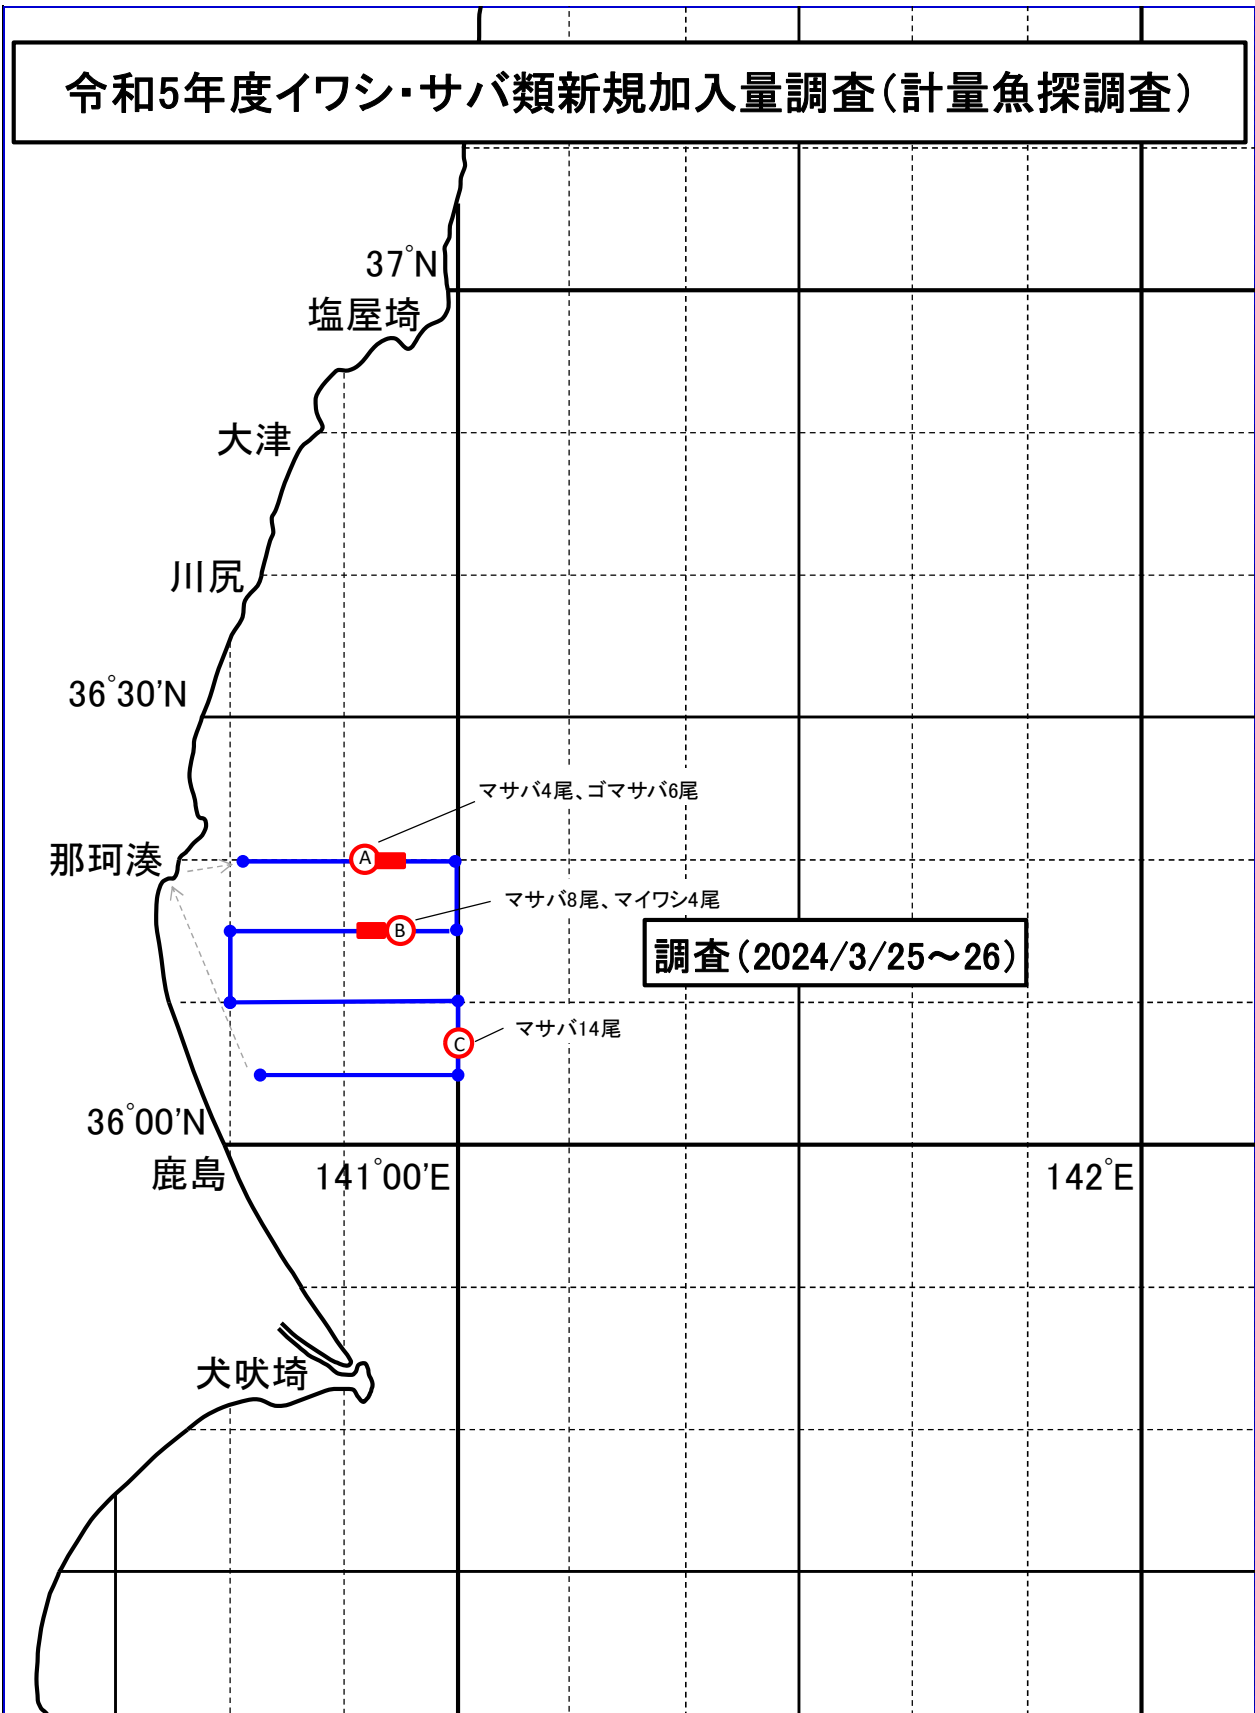 令和5年度イワシ・サバ類新規加入量調査(計量魚探調査)
37°N
塩屋埼
大津
川尻
36°30'N
マサバ4尾、ゴマサバ6尾
那珂湊
A
マサバ8尾、マイワシ4尾
B
調査(2024/3/25～26)
マサバ14尾
C
36°00'N
鹿島
141°00'E
142°E
犬吠埼